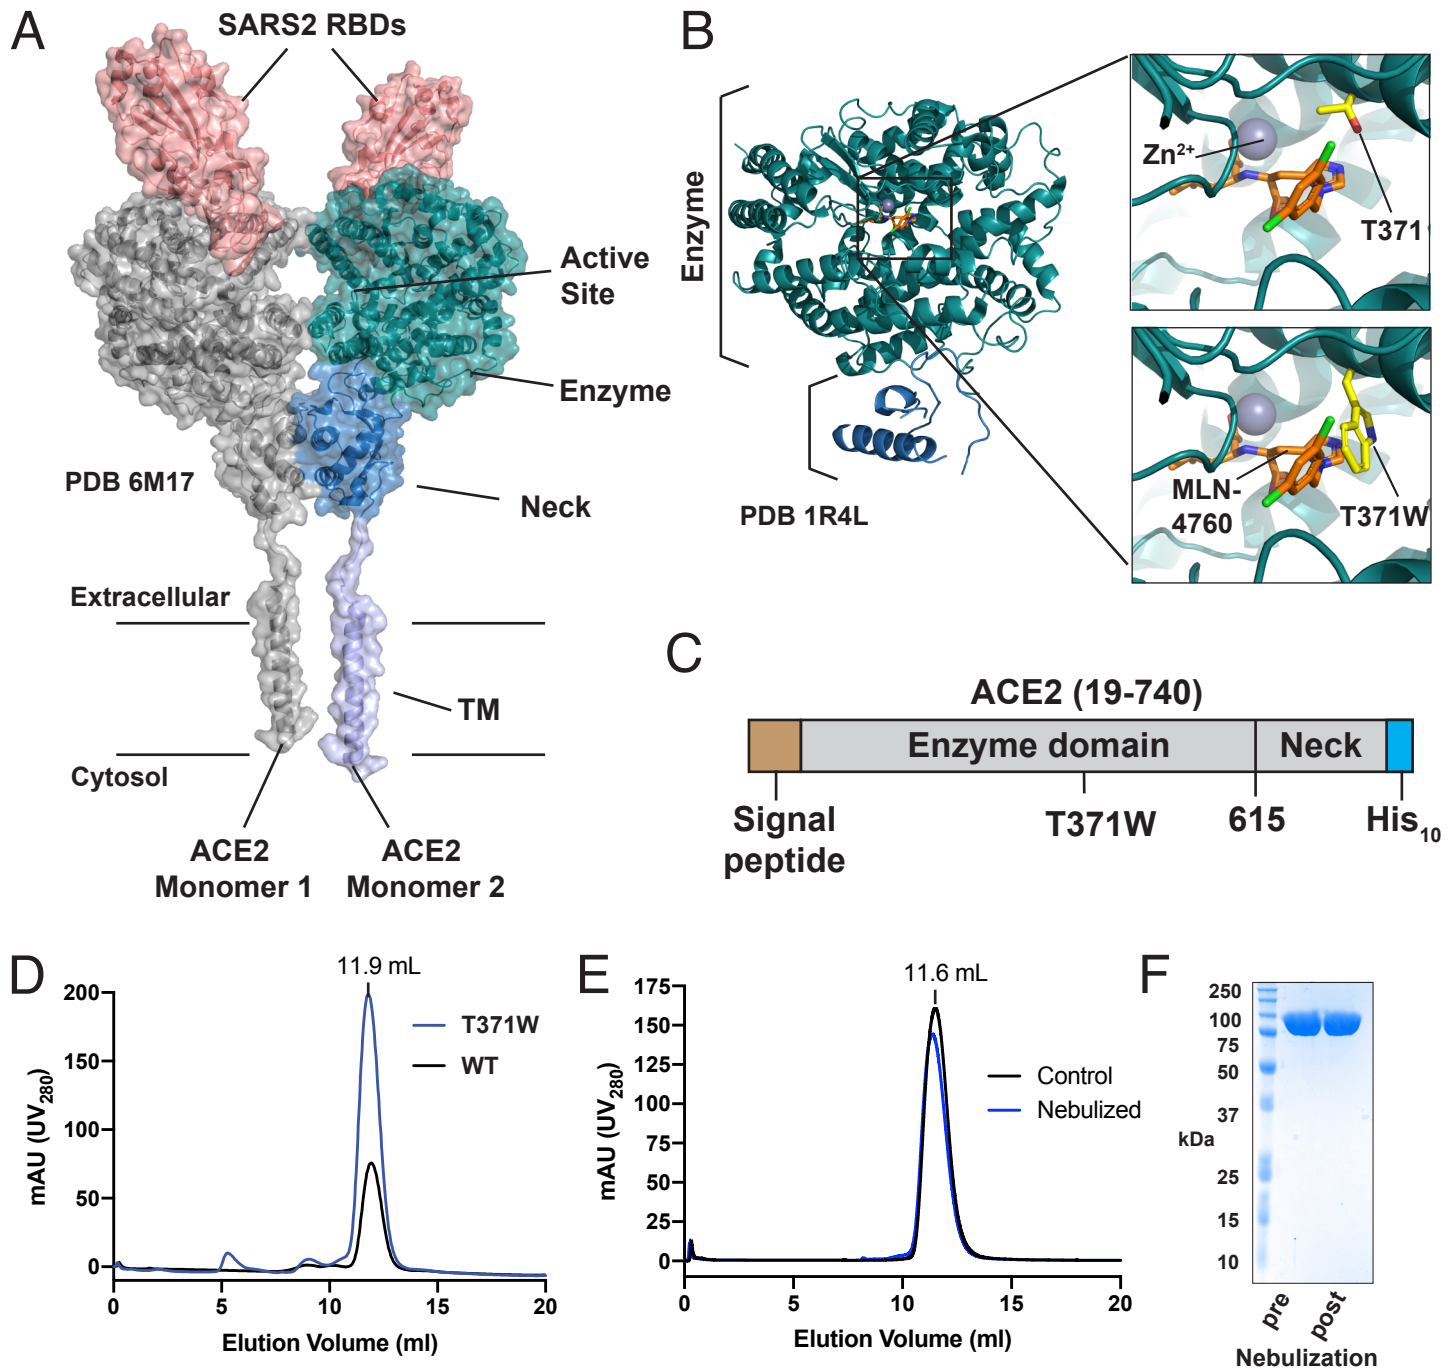 A
SARS2 RBDs
Active
Site
Enzyme
PDB 6M17
Neck
Extracellular
TM
Cytosol
ACE2
Monomer 1
ACE2
Monomer 2
B
Enzyme
PDB 1R4L
Zn2+
T371
MLN-
4760
T371W
C
ACE2 (19-740)
Enzyme domain
Neck
Signal
peptide
T371W
615
His10
D
11.9 mL
200
150
100
50
0
mAU (UV280)
T371W
WT
0
5
10
15
20
Elution Volume (ml)
E
11.6 mL
175
150
125
100
75
50
25
0
mAU (UV280)
Control
Nebulized
0
5
10
15
20
Elution Volume (ml)
F
250
100
75
50
37
kDa
25
15
10
pre
post
Nebulization